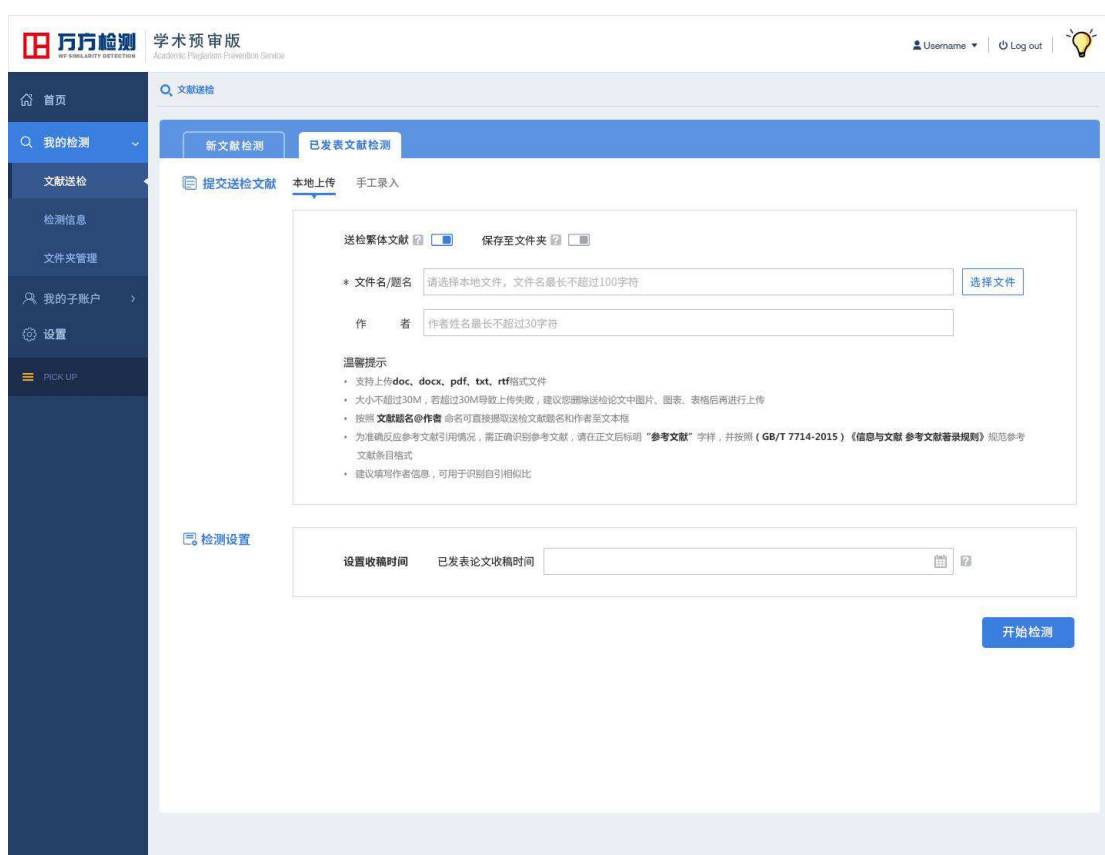 万方检测
WF SIMILARITY DETECTION
学术预审版
Academic Plagiarism Prevention Service
Username
Log out
首页
我的检测
文献送检
检测信息
文件夹管理
我的子账户
设置
PICK UP
文献送检
新文献检测 已发表文献检测
提交送检文献 本地上传 手工录入
送检繁体文献 ? 保存至文件夹 ?
* 文件名/题名 请选择本地文件，文件名最长不超过100字符 选择文件
作 者 作者姓名最长不超过30字符
温馨提示
• 支持上传doc、docx、pdf、txt、rtf格式文件
• 大小不超过30M，若超过30M导致上传失败，建议您删除送检论文中图片、图表、表格后再进行上传
• 按照 文献题名@作者 命名可直接提取送检文献题名和作者至文本框
• 为准确反应参考文献引用情况，需正确识别参考文献，请在正文后标明“参考文献”字样，并按照（GB/T 7714-2015）《信息与文献 参考文献著录规则》规范参考
文献条目格式
• 建议填写作者信息，可用于识别自引相似比
检测设置
设置收稿时间 已发表论文收稿时间 ?
开始检测